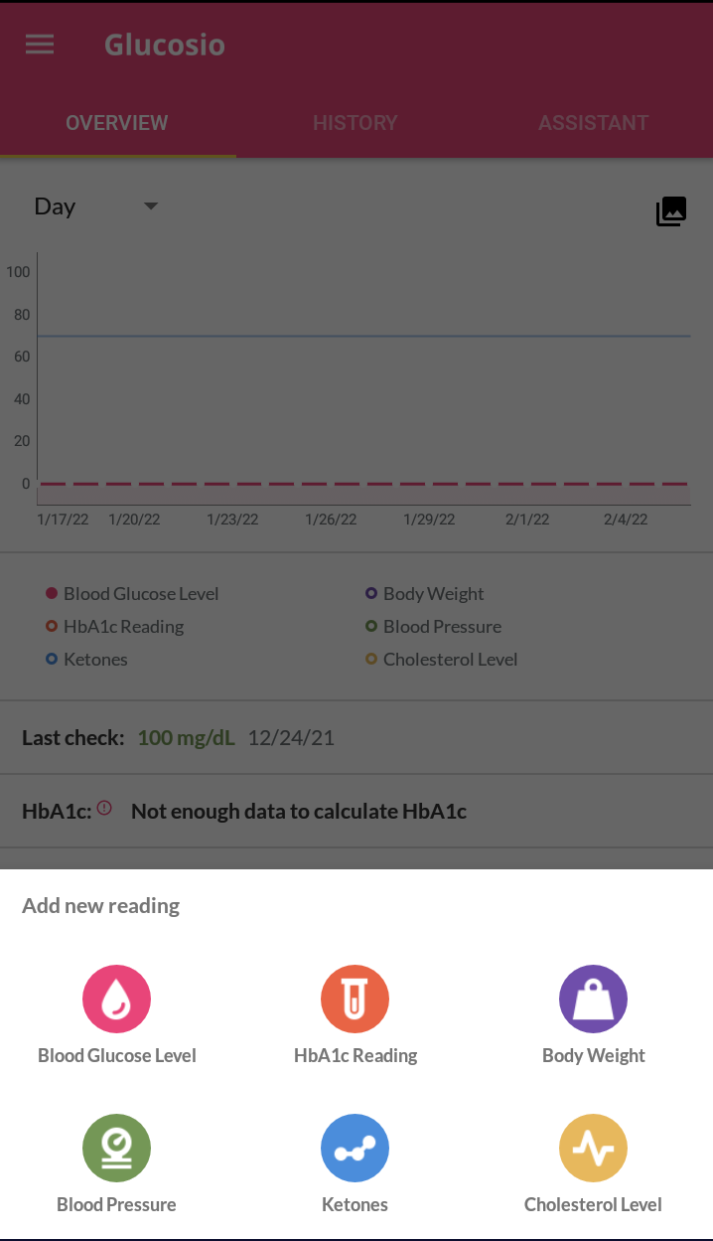 Glucosio
OVERVIEW HISTORY ASSISTANT
Day
100
80
60
40
20
0
1/17/22 1/20/22 1/23/22 1/26/22 1/29/22 2/1/22 2/4/22
Blood Glucose Level Body Weight
HbA1c Reading Blood Pressure
Ketones Cholesterol Level
Last check: 100 mg/dL 12/24/21
HbA1c: Not enough data to calculate HbA1c
Add new reading
Blood Glucose Level HbA1c Reading Body Weight
Blood Pressure Ketones Cholesterol Level